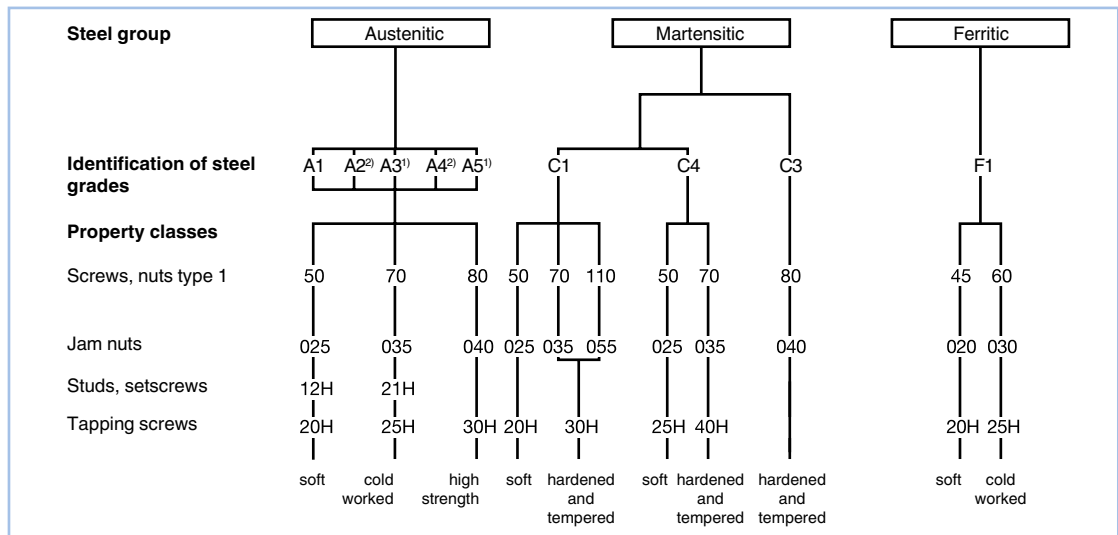 Steel group Austenitic Martensitic Ferritic
Identification of steel grades A1 A2²⁾ A3¹⁾ A4²⁾ A5¹⁾ C1 C4 C3 F1
Property classes
Screws, nuts type 1 50 70 80 50 70 110 50 70 80 45 60
Jam nuts 025 035 040 025 035 055 025 035 040 020 030
Studs, setscrews 12H 21H
Tapping screws 20H 25H 30H 20H 30H 25H 40H 20H 25H
soft cold worked high strength soft hardened and tempered soft hardened and tempered hardened and tempered soft cold worked